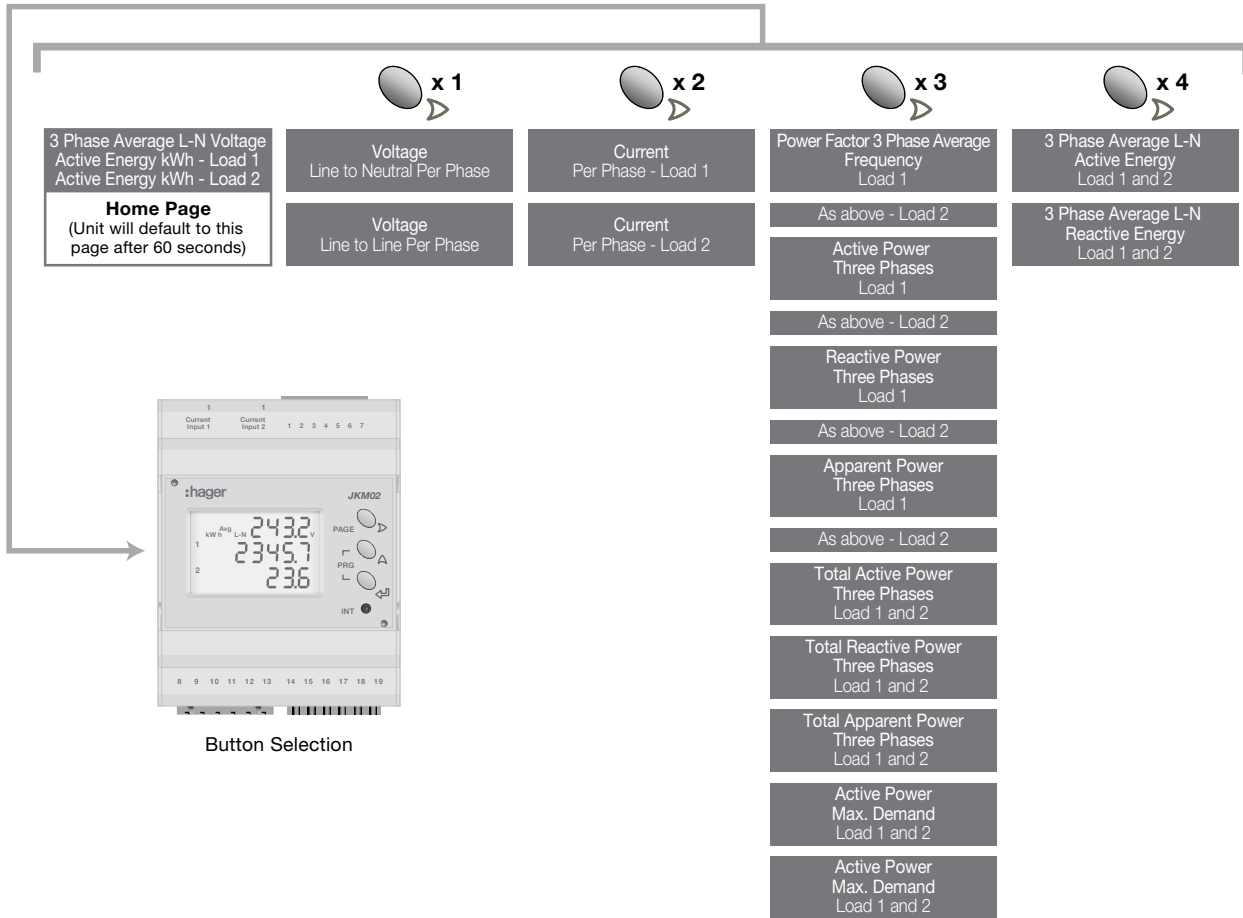 x 1
x 2
x 3
x 4
3 Phase Average L-N Voltage
Active Energy kWh - Load 1
Active Energy kWh - Load 2
Home Page
(Unit will default to this
page after 60 seconds)
Voltage
Line to Neutral Per Phase
Voltage
Line to Line Per Phase
Current
Per Phase - Load 1
Current
Per Phase - Load 2
Power Factor 3 Phase Average
Frequency
Load 1
As above - Load 2
Active Power
Three Phases
Load 1
As above - Load 2
Reactive Power
Three Phases
Load 1
As above - Load 2
Apparent Power
Three Phases
Load 1
As above - Load 2
Total Active Power
Three Phases
Load 1 and 2
Total Reactive Power
Three Phases
Load 1 and 2
Total Apparent Power
Three Phases
Load 1 and 2
Active Power
Max. Demand
Load 1 and 2
Active Power
Max. Demand
Load 1 and 2
3 Phase Average L-N
Active Energy
Load 1 and 2
3 Phase Average L-N
Reactive Energy
Load 1 and 2
1 1
Current Current
Input 1 Input 2 1 2 3 4 5 6 7
:hager JKM02
kWh Avg L-N 243.2 V
1 2345.7
2 23.6
PAGE
PRG
INT
8 9 10 11 12 13 14 15 16 17 18 19
Button Selection